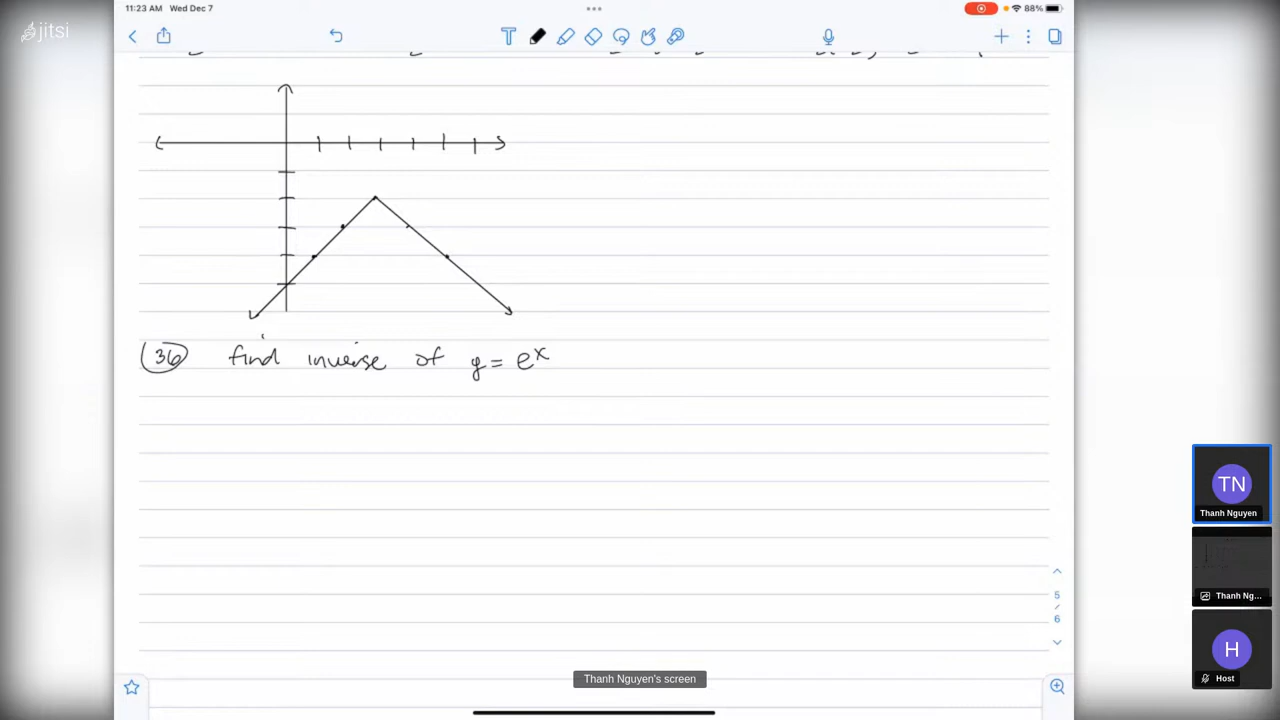 11:23 AM Wed Dec 7
88%
jitsi
36 find inverse of y = e^x
5
/
6
TN
Thanh Nguyen
Thanh Ng...
H
Host
Thanh Nguyen's screen